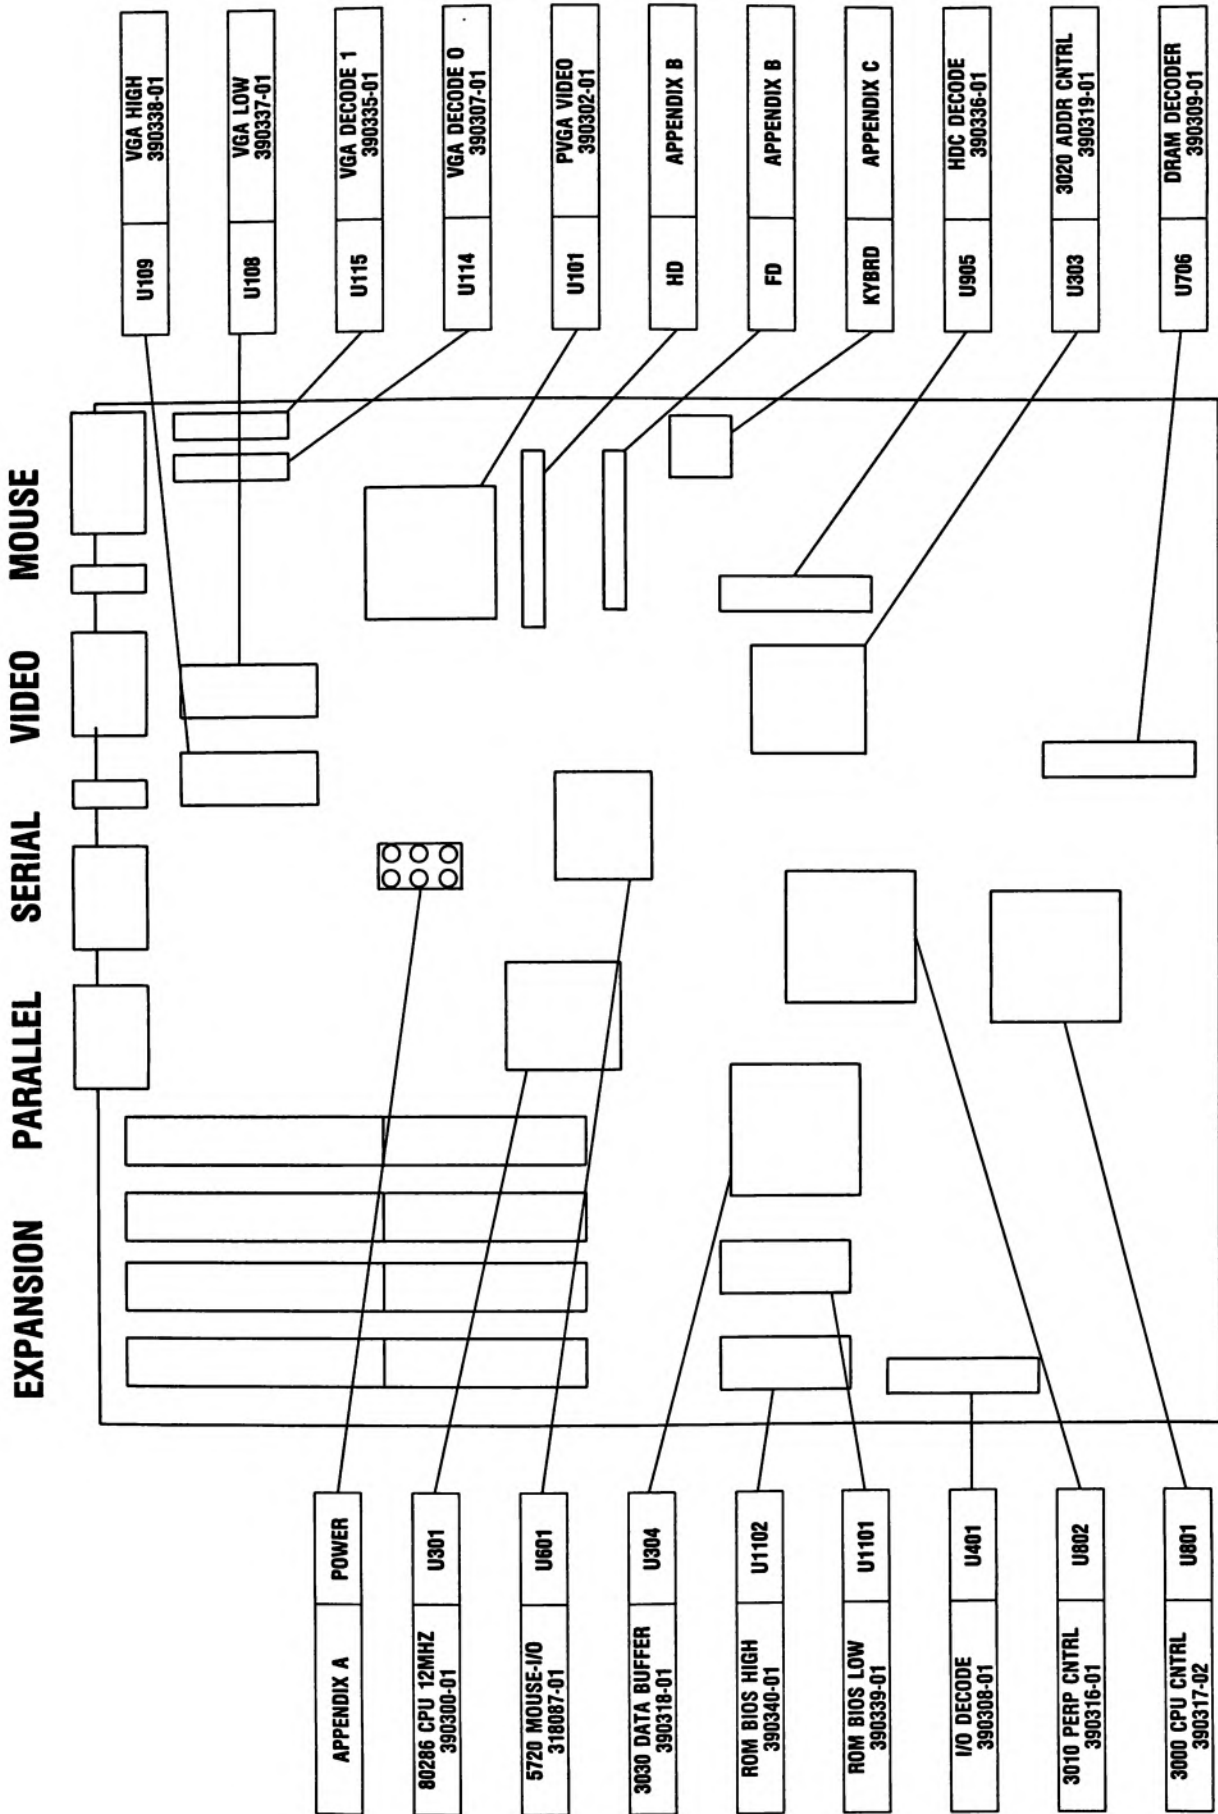 EXPANSION PARALLEL SERIAL VIDEO MOUSE
U109
VGA HIGH
390338-01
U108
VGA LOW
390337-01
U115
VGA DECODE 1
390335-01
U114
VGA DECODE 0
390307-01
U101
PVGA VIDEO
390302-01
HD
APPENDIX B
FD
APPENDIX B
KYBRD
APPENDIX C
U905
HDC DECODE
390336-01
U303
3020 ADDR CNTRL
390319-01
U706
DRAM DECODER
390309-01
APPENDIX A
POWER
80286 CPU 12MHZ
390300-01
U301
5720 MOUSE-I/O
318087-01
U601
3030 DATA BUFFER
390318-01
U304
ROM BIOS HIGH
390340-01
U1102
ROM BIOS LOW
390339-01
U1101
I/O DECODE
390308-01
U401
3010 PERP CNTRL
390316-01
U802
3000 CPU CNTRL
390317-02
U801